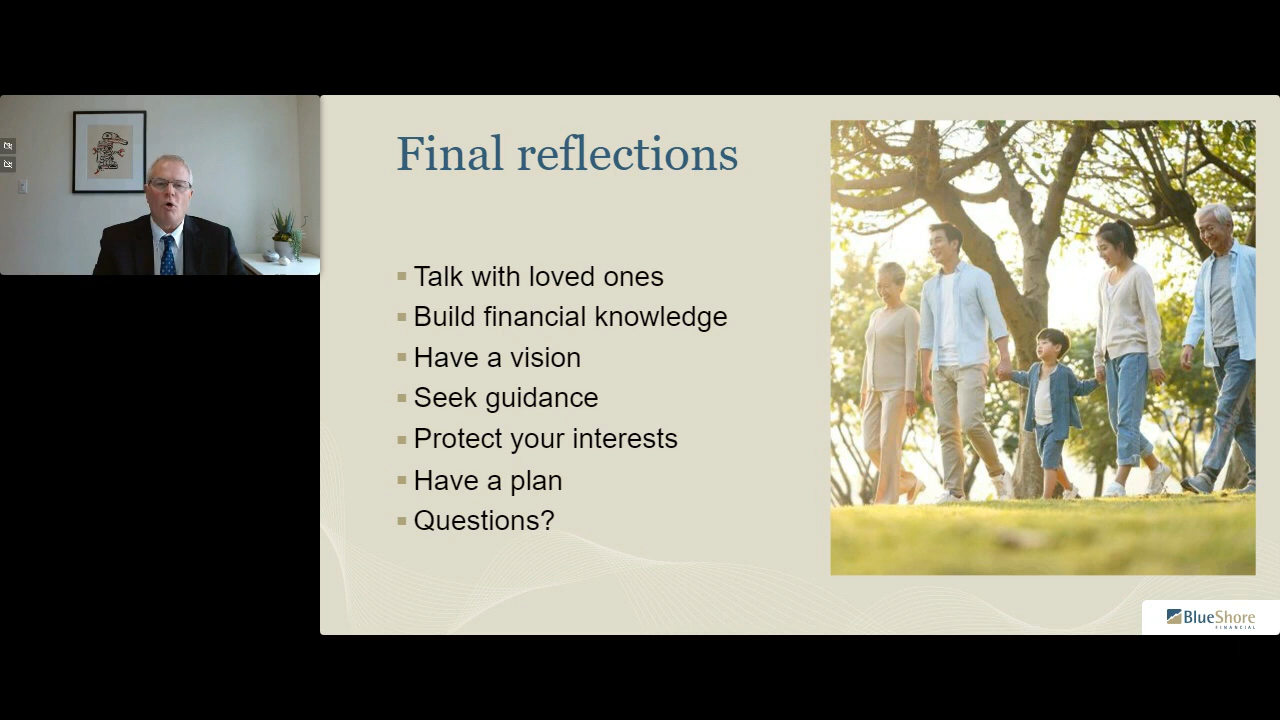 Final reflections
Talk with loved ones
Build financial knowledge
Have a vision
Seek guidance
Protect your interests
Have a plan
Questions?
BlueShore
FINANCIAL